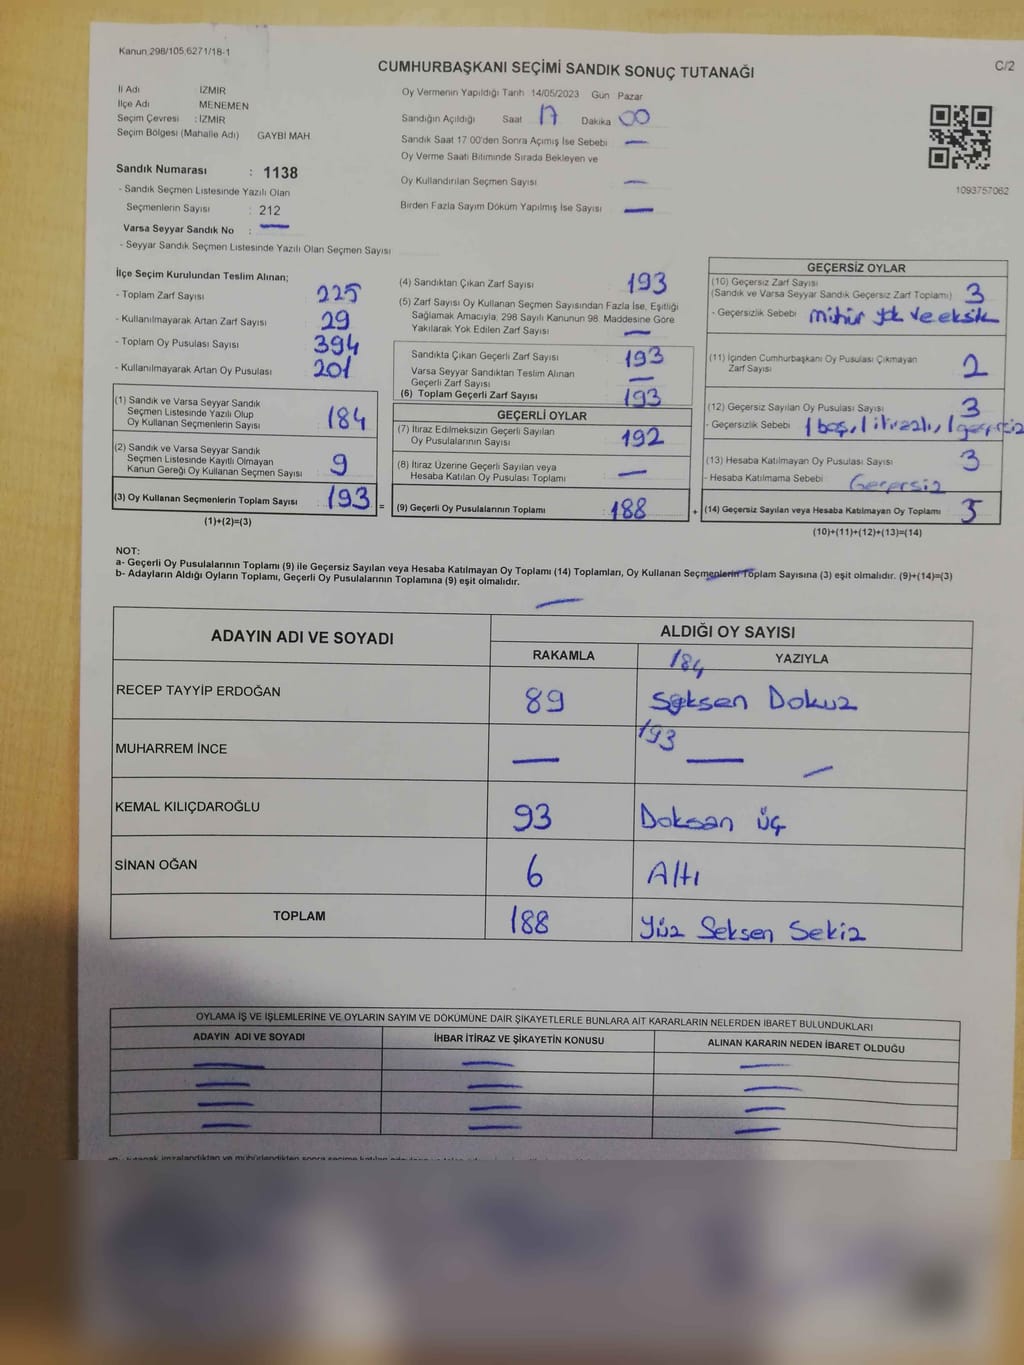 Kanun 298/105,6271/18-1
C/2
CUMHURBAŞKANI SEÇİMİ SANDIK SONUÇ TUTANAĞI
İl Adı İZMİR
İlçe Adı MENEMEN
Seçim Çevresi : İZMİR
Seçim Bölgesi (Mahalle Adı) GAYBİ MAH
Sandık Numarası : 1138
- Sandık Seçmen Listesinde Yazılı Olan
Seçmenlerin Sayısı : 212
Varsa Seyyar Sandık No : —
- Seyyar Sandık Seçmen Listesinde Yazılı Olan Seçmen Sayısı
Oy Vermenin Yapıldığı Tarih 14/05/2023 Gün Pazar
Sandığın Açıldığı Saat 17 Dakika 00
Sandık Saat 17 00'den Sonra Açımış İse Sebebi —
Oy Verme Saati Bitiminde Sırada Bekleyen ve
Oy Kullandırılan Seçmen Sayısı —
Birden Fazla Sayım Döküm Yapılmış İse Sayısı —
1093757062
İlçe Seçim Kurulundan Teslim Alınan;
- Toplam Zarf Sayısı 225
- Kullanılmayarak Artan Zarf Sayısı 29
- Toplam Oy Pusulası Sayısı 394
- Kullanılmayarak Artan Oy Pusulası 201
(1) Sandık ve Varsa Seyyar Sandık
Seçmen Listesinde Yazılı Olup
Oy Kullanan Seçmenlerin Sayısı 184
(2) Sandık ve Varsa Seyyar Sandık
Seçmen Listesinde Kayıtlı Olmayan
Kanun Gereği Oy Kullanan Seçmen Sayısı 9
(3) Oy Kullanan Seçmenlerin Toplam Sayısı 193 =
(1)+(2)=(3)
(4) Sandıktan Çıkan Zarf Sayısı 193
(5) Zarf Sayısı Oy Kullanan Seçmen Sayısından Fazla İse, Eşitliği
Sağlamak Amacıyla, 298 Sayılı Kanunun 98. Maddesine Göre
Yakılarak Yok Edilen Zarf Sayısı —
Sandıkta Çıkan Geçerli Zarf Sayısı 193
Varsa Seyyar Sandıktan Teslim Alınan
Geçerli Zarf Sayısı —
(6) Toplam Geçerli Zarf Sayısı 193
GEÇERLİ OYLAR
(7) İtiraz Edilmeksizin Geçerli Sayılan
Oy Pusulalarının Sayısı 192
(8) İtiraz Üzerine Geçerli Sayılan veya
Hesaba Katılan Oy Pusulası Toplamı —
(9) Geçerli Oy Pusulalarının Toplamı 188 +
GEÇERSİZ OYLAR
(10) Geçersiz Zarf Sayısı
(Sandık ve Varsa Seyyar Sandık Geçersiz Zarf Toplamı) 3
- Geçersizlik Sebebi mühür yok ve eksik
(11) İçinden Cumhurbaşkanı Oy Pusulası Çıkmayan
Zarf Sayısı 2
(12) Geçersiz Sayılan Oy Pusulası Sayısı 3
- Geçersizlik Sebebi 1 boş, 1 itirazlı, 1 geçersiz
(13) Hesaba Katılmayan Oy Pusulası Sayısı 3
- Hesaba Katılmama Sebebi Geçersiz
(14) Geçersiz Sayılan veya Hesaba Katılmayan Oy Toplamı
(10)+(11)+(12)+(13)=(14)
NOT:
a- Geçerli Oy Pusulalarının Toplamı (9) ile Geçersiz Sayılan veya Hesaba Katılmayan Oy Toplamı (14) Toplamları, Oy Kullanan Seçmenlerin Toplam Sayısına (3) eşit olmalıdır. (9)+(14)=(3)
b- Adayların Aldığı Oyların Toplamı, Geçerli Oy Pusulalarının Toplamına (9) eşit olmalıdır.
ADAYIN ADI VE SOYADI ALDIĞI OY SAYISI
RAKAMLA 184 YAZIYLA
RECEP TAYYİP ERDOĞAN 89 Seksen Dokuz
193
MUHARREM İNCE — —
KEMAL KILIÇDAROĞLU 93 Doksan üç
SİNAN OĞAN 6 Altı
TOPLAM 188 Yüz Seksen Sekiz
OYLAMA İŞ VE İŞLEMLERİNE VE OYLARIN SAYIM VE DÖKÜMÜNE DAİR ŞİKAYETLERLE BUNLARA AİT KARARLARIN NELERDEN İBARET BULUNDUKLARI
ADAYIN ADI VE SOYADI İHBAR İTİRAZ VE ŞİKAYETİN KONUSU ALINAN KARARIN NEDEN İBARET OLDUĞU
— — —
— — —
— — —
— — —